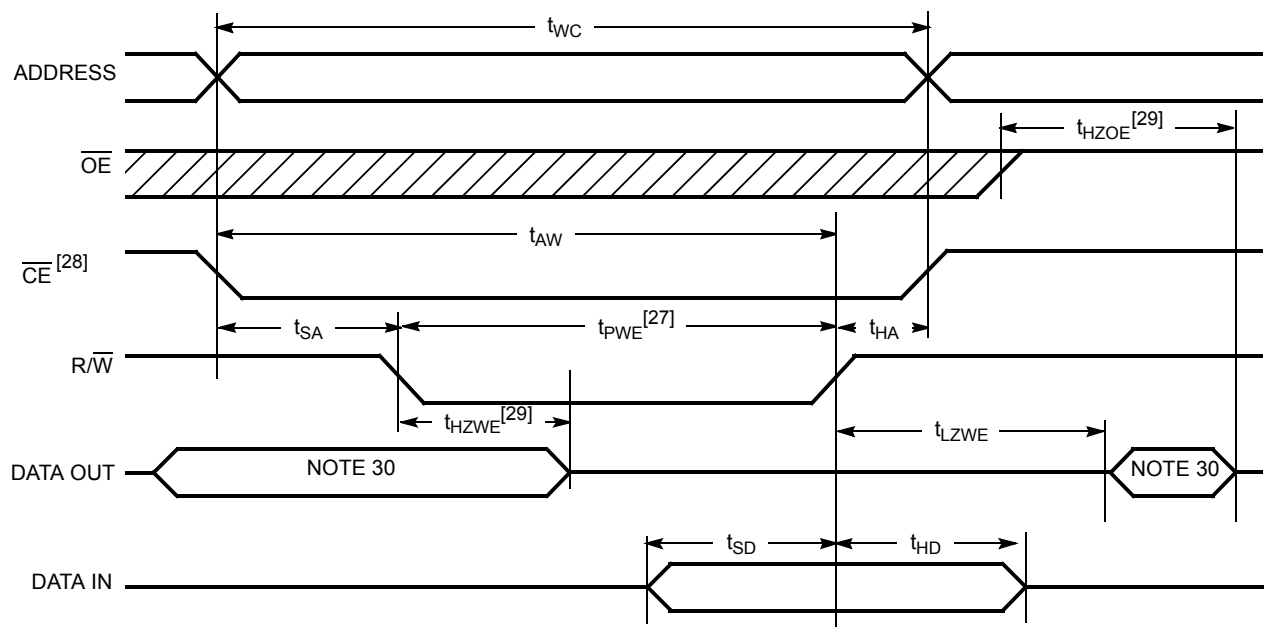 tWC
ADDRESS
tHZOE[29]
OE
tAW
CE [28]
tSA
tPWE[27]
tHA
R/W
tHZWE[29]
tLZWE
DATA OUT
NOTE 30
NOTE 30
tSD
tHD
DATA IN